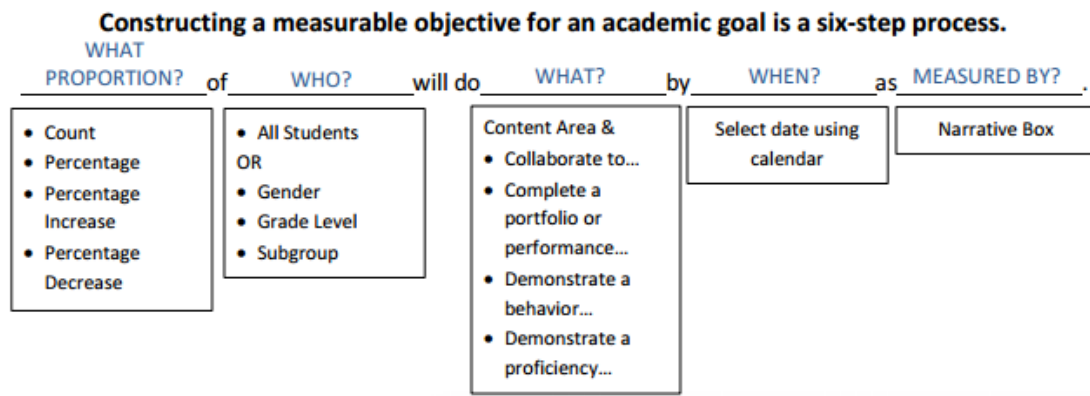 Constructing a measurable objective for an academic goal is a six-step process.
WHAT
PROPORTION? of WHO? will do WHAT? by WHEN? as MEASURED BY? .
• Count
• Percentage
• Percentage
Increase
• Percentage
Decrease
• All Students
OR
• Gender
• Grade Level
• Subgroup
Content Area &
• Collaborate to…
• Complete a
portfolio or
performance…
• Demonstrate a
behavior…
• Demonstrate a
proficiency…
Select date using
calendar
Narrative Box